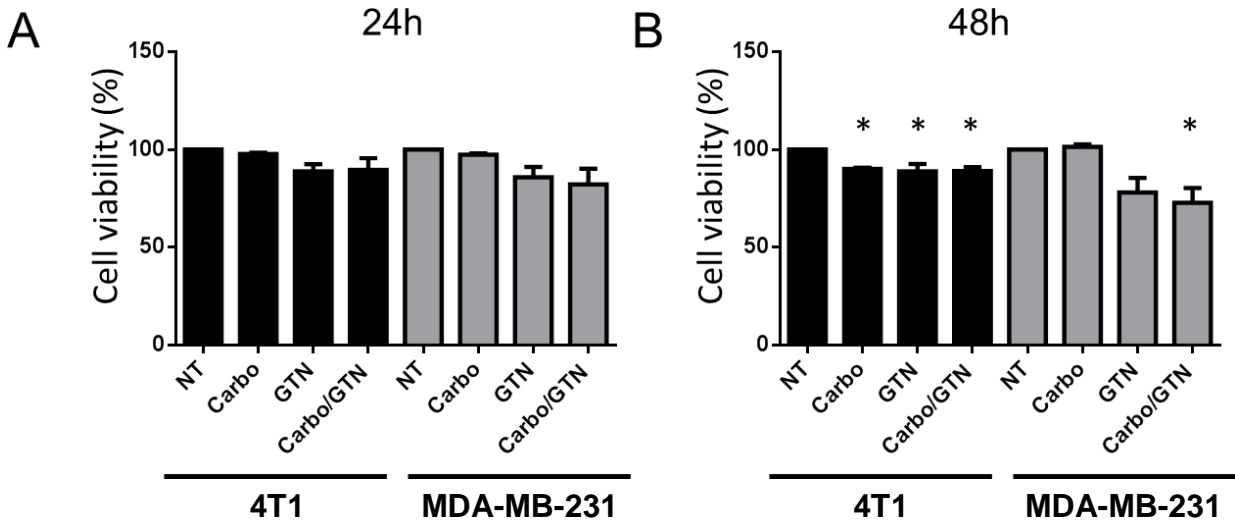 A
24h
Cell viability (%)
150
100
50
0
NT
Carbo
GTN
Carbo/GTN
NT
Carbo
GTN
Carbo/GTN
4T1
MDA-MB-231
B
48h
Cell viability (%)
150
100
50
0
*
*
*
*
NT
Carbo
GTN
Carbo/GTN
NT
Carbo
GTN
Carbo/GTN
4T1
MDA-MB-231